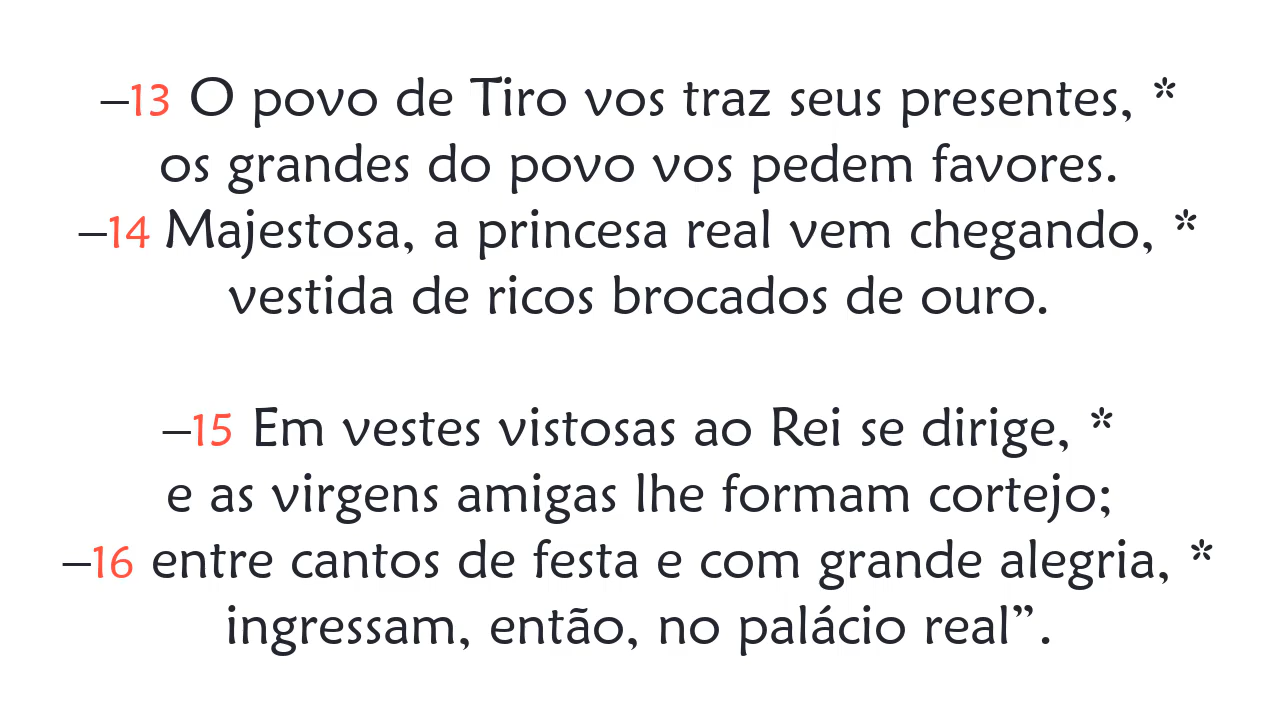 –13 O povo de Tiro vos traz seus presentes, *
os grandes do povo vos pedem favores.
–14 Majestosa, a princesa real vem chegando, *
vestida de ricos brocados de ouro.
–15 Em vestes vistosas ao Rei se dirige, *
e as virgens amigas lhe formam cortejo;
–16 entre cantos de festa e com grande alegria, *
ingressam, então, no palácio real”.